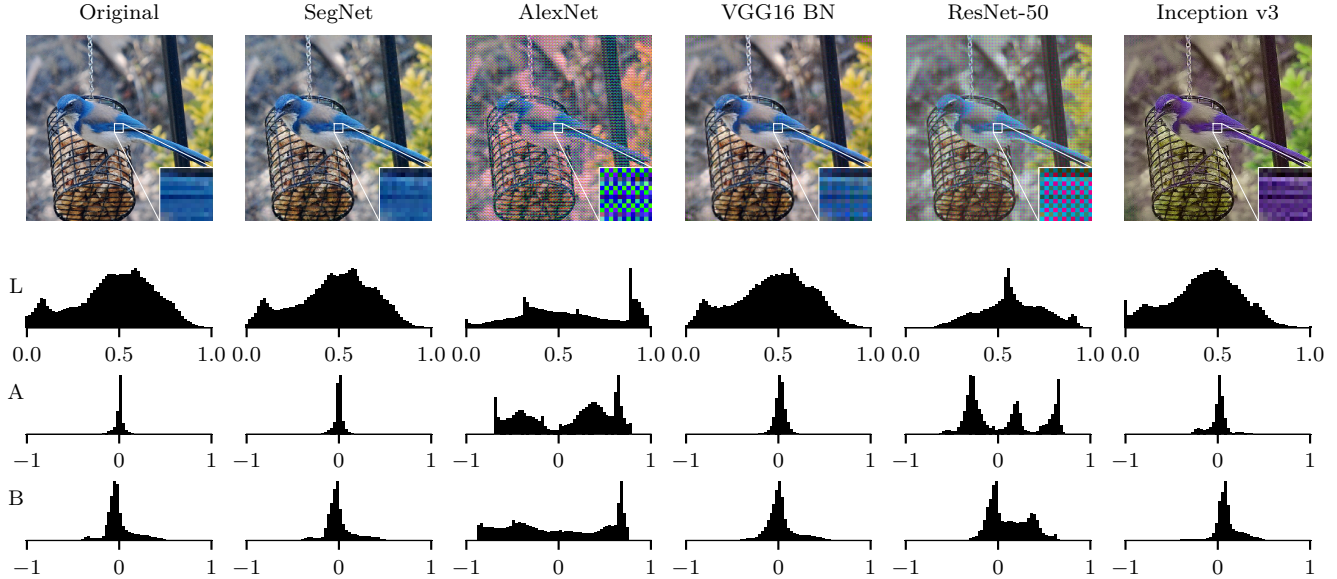 Original SegNet AlexNet VGG16 BN ResNet-50 Inception v3
L
0.0 0.5 1.0 0.0 0.5 1.0 0.0 0.5 1.0 0.0 0.5 1.0 0.0 0.5 1.0 0.0 0.5 1.0
A
−1 0 1 −1 0 1 −1 0 1 −1 0 1 −1 0 1 −1 0 1
B
−1 0 1 −1 0 1 −1 0 1 −1 0 1 −1 0 1 −1 0 1